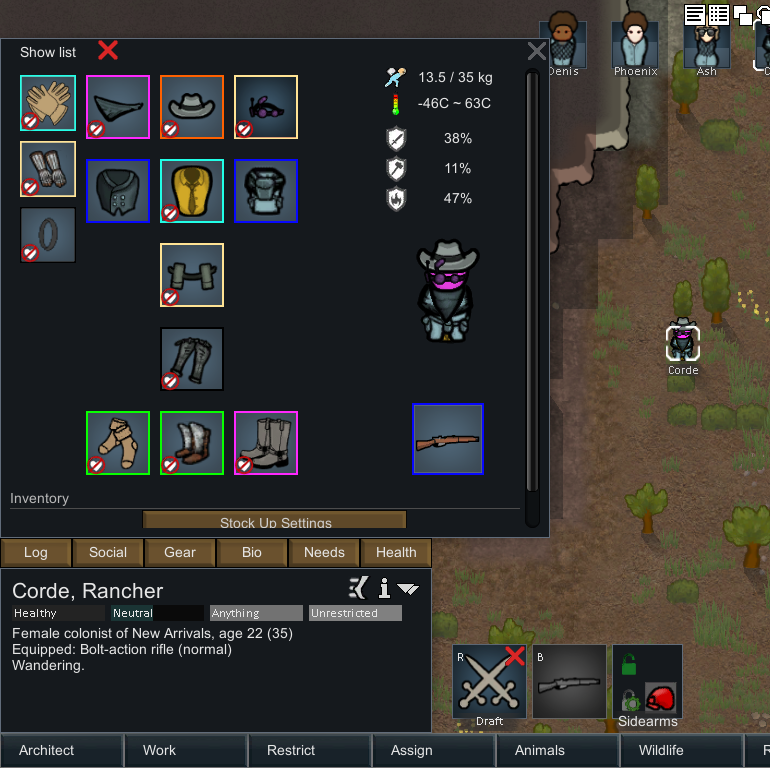 Show list
13.5 / 35 kg
-46C ~ 63C
38%
11%
47%
Denis
Phoenix
Ash
Corde
Inventory
Stock Up Settings
Log
Social
Gear
Bio
Needs
Health
Corde, Rancher
Healthy
Neutral
Anything
Unrestricted
Female colonist of New Arrivals, age 22 (35)
Equipped: Bolt-action rifle (normal)
Wandering.
R
Draft
B
Sidearms
Architect
Work
Restrict
Assign
Animals
Wildlife